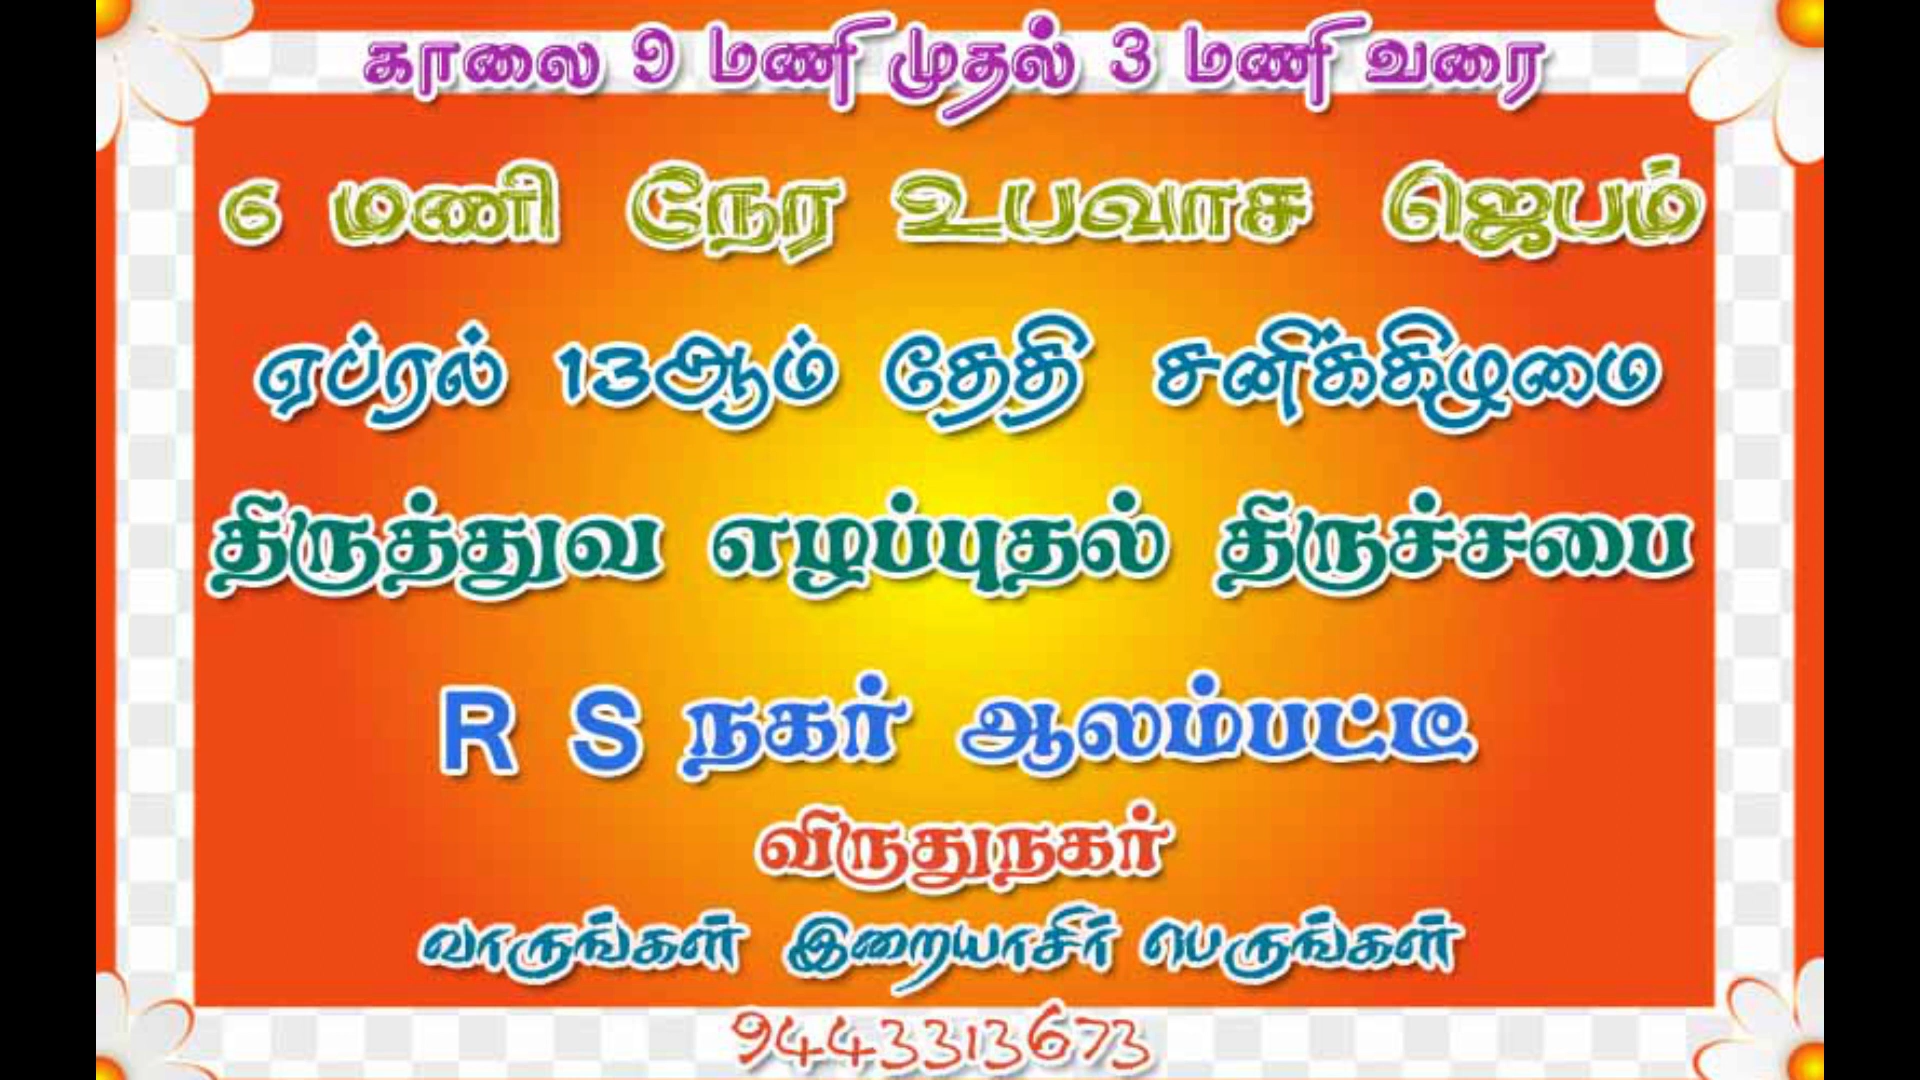 காலை 9 மணி முதல் 3 மணி வரை
6 மணி நேர உபவாச ஜெபம்
ஏப்ரல் 13ஆம் தேதி சனிக்கிழமை
திருத்துவ எழப்புதல் திருச்சபை
R S நகர் ஆலம்பட்டீ
விருதுநகர்
வாருங்கள் இறையாசிர் பெருங்கள்
9443313673